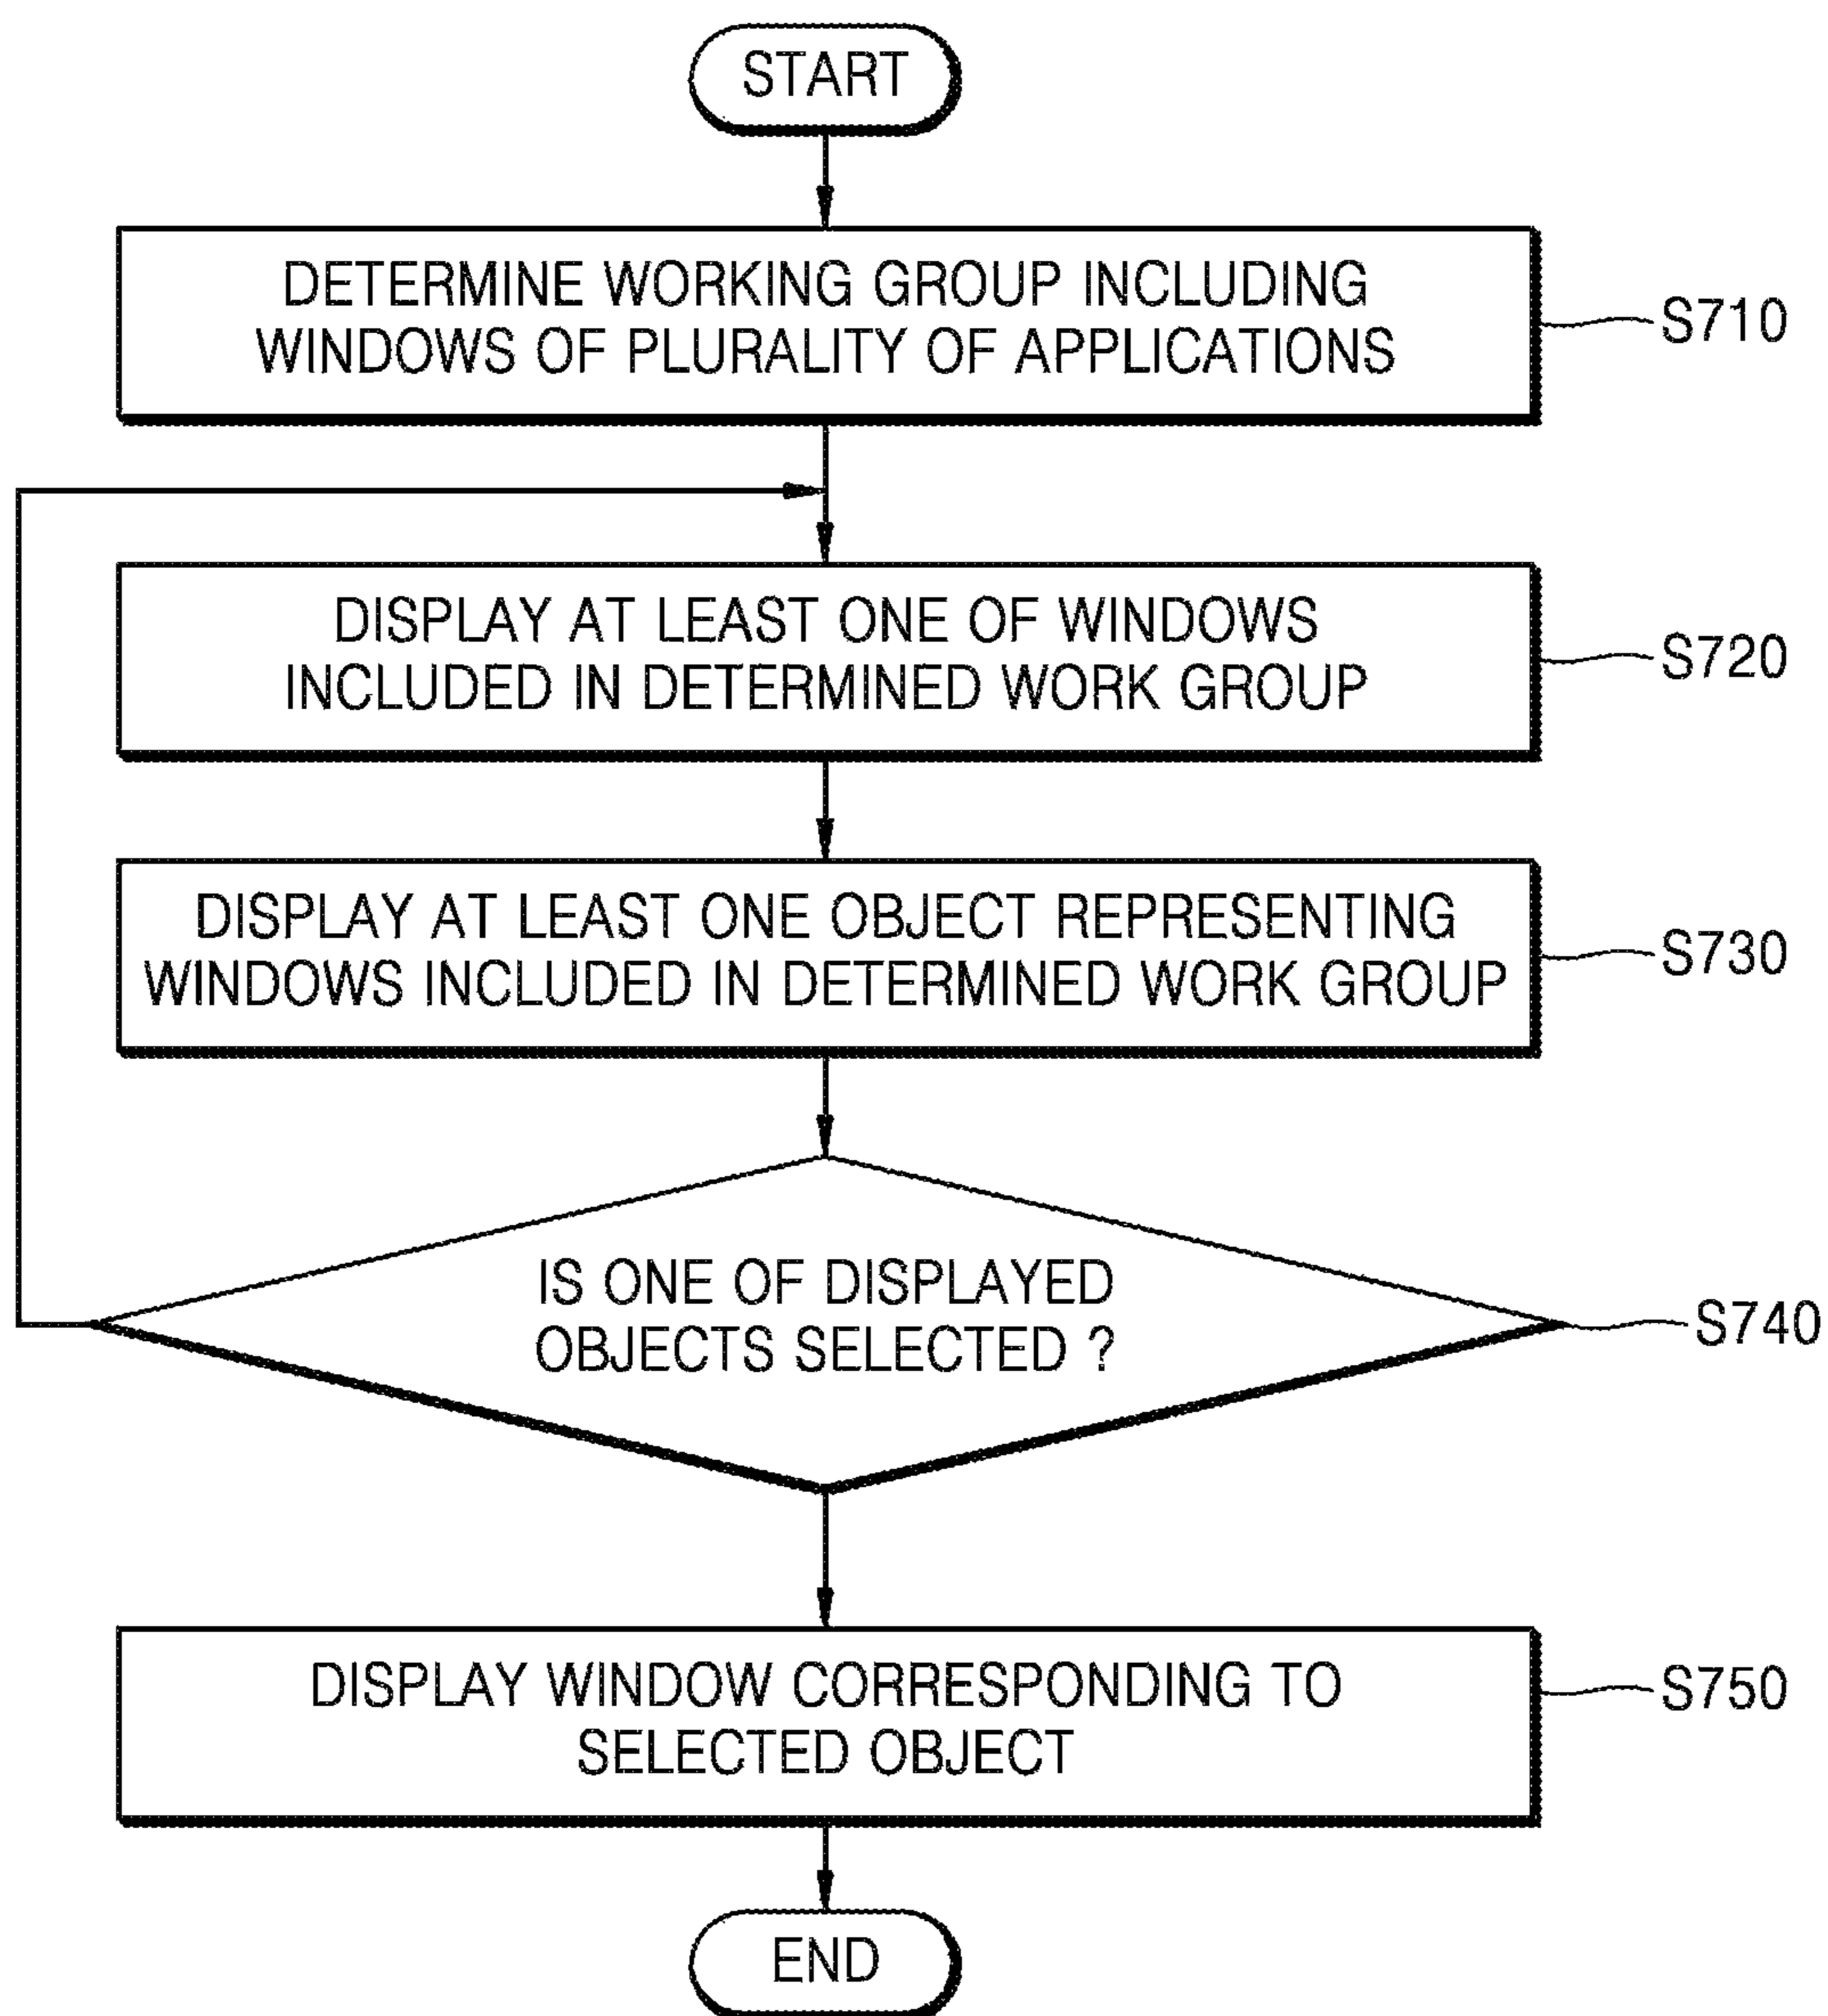 START
DETERMINE WORKING GROUP INCLUDING
WINDOWS OF PLURALITY OF APPLICATIONS
S710
DISPLAY AT LEAST ONE OF WINDOWS
INCLUDED IN DETERMINED WORK GROUP
S720
DISPLAY AT LEAST ONE OBJECT REPRESENTING
WINDOWS INCLUDED IN DETERMINED WORK GROUP
S730
IS ONE OF DISPLAYED
OBJECTS SELECTED ?
S740
DISPLAY WINDOW CORRESPONDING TO
SELECTED OBJECT
S750
END